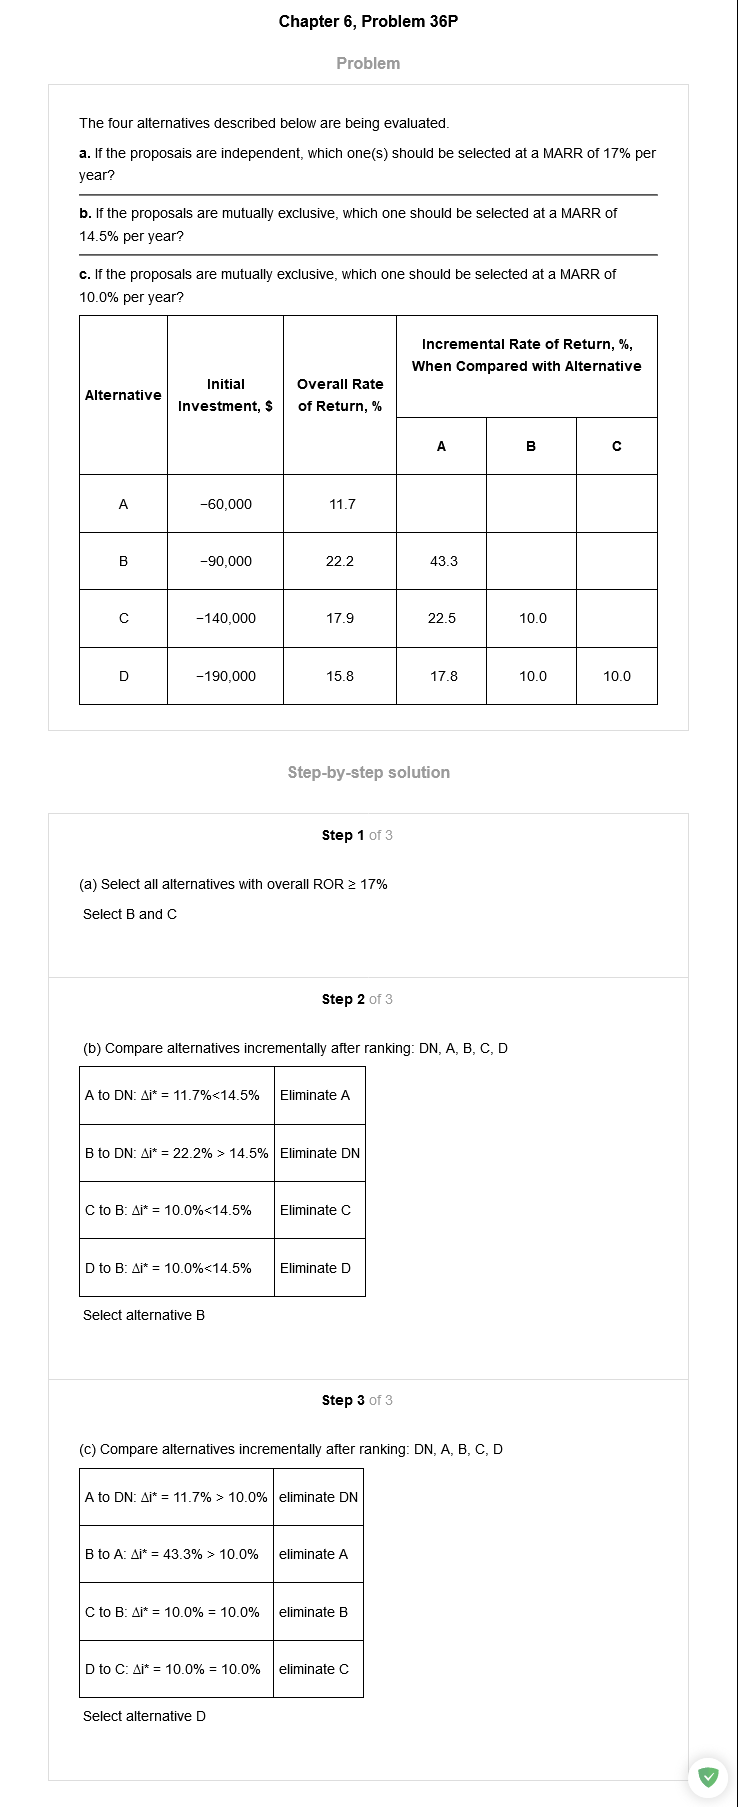 Chapter 6, Problem 36P
Problem
The four alternatives described below are being evaluated.
a. If the proposais are independent, which one(s) should be selected at a MARR of 17% per
year?
b. If the proposals are mutually exclusive, which one should be selected at a MARR of
14.5% per year?
c. If the proposals are mutually exclusive, which one should be selected at a MARR of
10.0% per year?
Alternative
Initial
Investment, $
Overall Rate
of Return, %
Incremental Rate of Return, %,
When Compared with Alternative
A B C
A −60,000 11.7
B −90,000 22.2 43.3
C −140,000 17.9 22.5 10.0
D −190,000 15.8 17.8 10.0 10.0
Step-by-step solution
Step 1 of 3
(a) Select all alternatives with overall ROR ≥ 17%
Select B and C
Step 2 of 3
(b) Compare alternatives incrementally after ranking: DN, A, B, C, D
A to DN: Δi* = 11.7%<14.5% Eliminate A
B to DN: Δi* = 22.2% > 14.5% Eliminate DN
C to B: Δi* = 10.0%<14.5% Eliminate C
D to B: Δi* = 10.0%<14.5% Eliminate D
Select alternative B
Step 3 of 3
(c) Compare alternatives incrementally after ranking: DN, A, B, C, D
A to DN: Δi* = 11.7% > 10.0% eliminate DN
B to A: Δi* = 43.3% > 10.0% eliminate A
C to B: Δi* = 10.0% = 10.0% eliminate B
D to C: Δi* = 10.0% = 10.0% eliminate C
Select alternative D